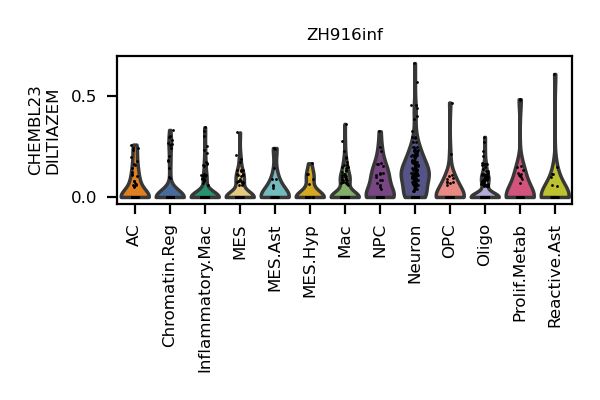 ZH916inf
CHEMBL23
DILTIAZEM
0.5
0.0
AC
Chromatin.Reg
Inflammatory.Mac
MES
MES.Ast
MES.Hyp
Mac
NPC
Neuron
OPC
Oligo
Prolif.Metab
Reactive.Ast